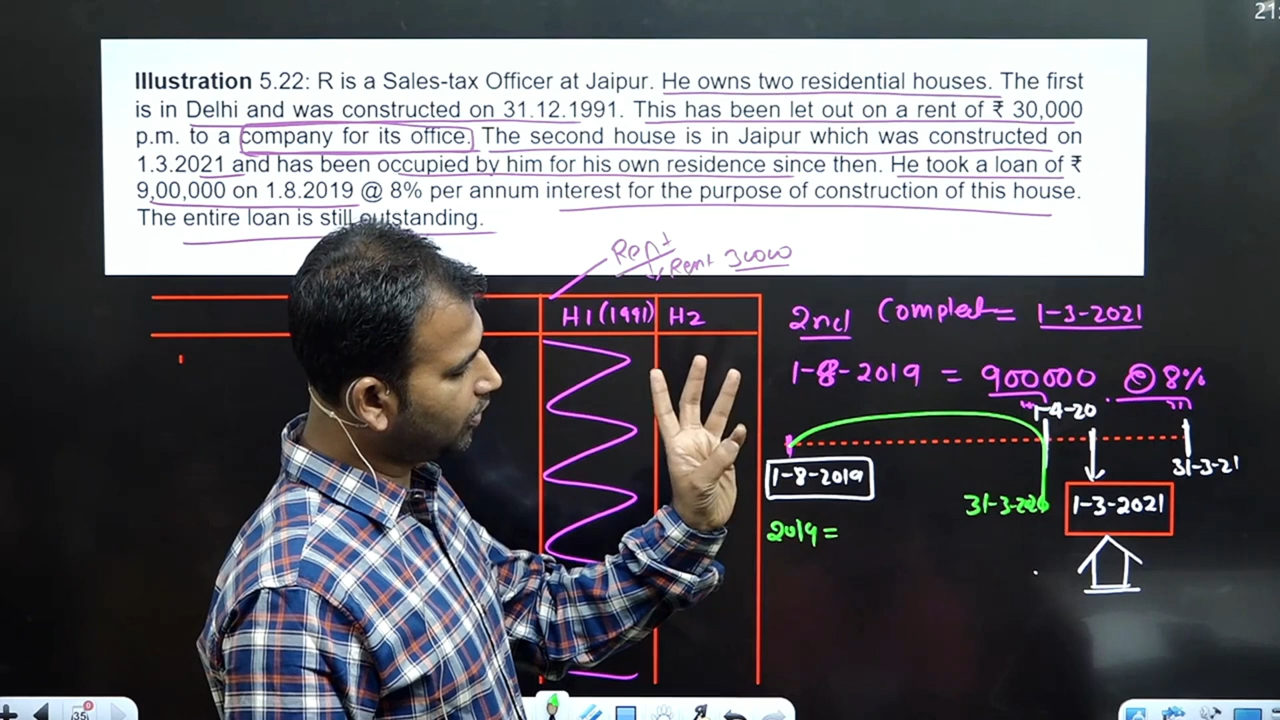 21:
Illustration 5.22: R is a Sales-tax Officer at Jaipur. He owns two residential houses. The first
is in Delhi and was constructed on 31.12.1991. This has been let out on a rent of ₹ 30,000
p.m. to a company for its office. The second house is in Jaipur which was constructed on
1.3.2021 and has been occupied by him for his own residence since then. He took a loan of ₹
9,00,000 on 1.8.2019 @ 8% per annum interest for the purpose of construction of this house.
The entire loan is still outstanding.
Rent
Rent 30000
H1 (1991) H2
2nd Complet = 1-3-2021
1-8-2019 = 900000 @ 8%
1-4-20
31-3-21
1-8-2019
31-3-2020
1-3-2021
2019 =
35